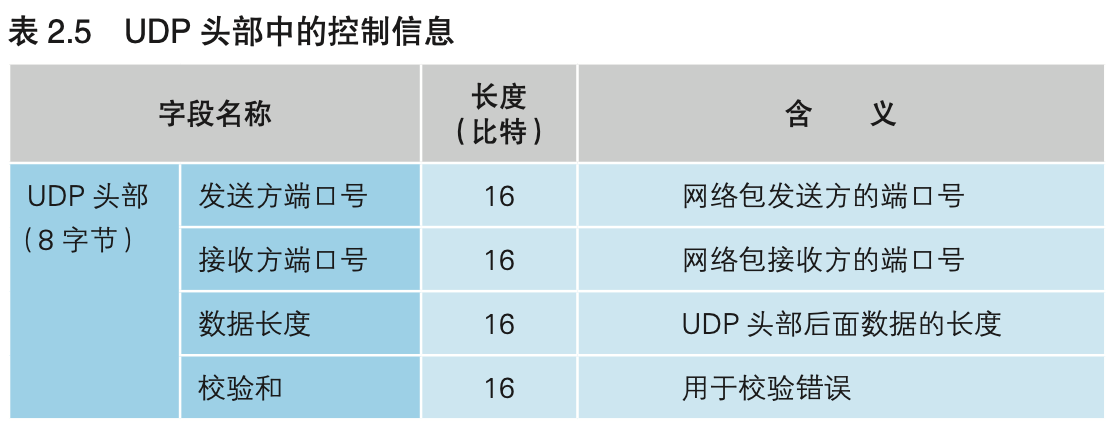 表 2.5 UDP 头部中的控制信息
字段名称 长度（比特） 含义
UDP 头部（8 字节） 发送方端口号 16 网络包发送方的端口号
接收方端口号 16 网络包接收方的端口号
数据长度 16 UDP 头部后面数据的长度
校验和 16 用于校验错误